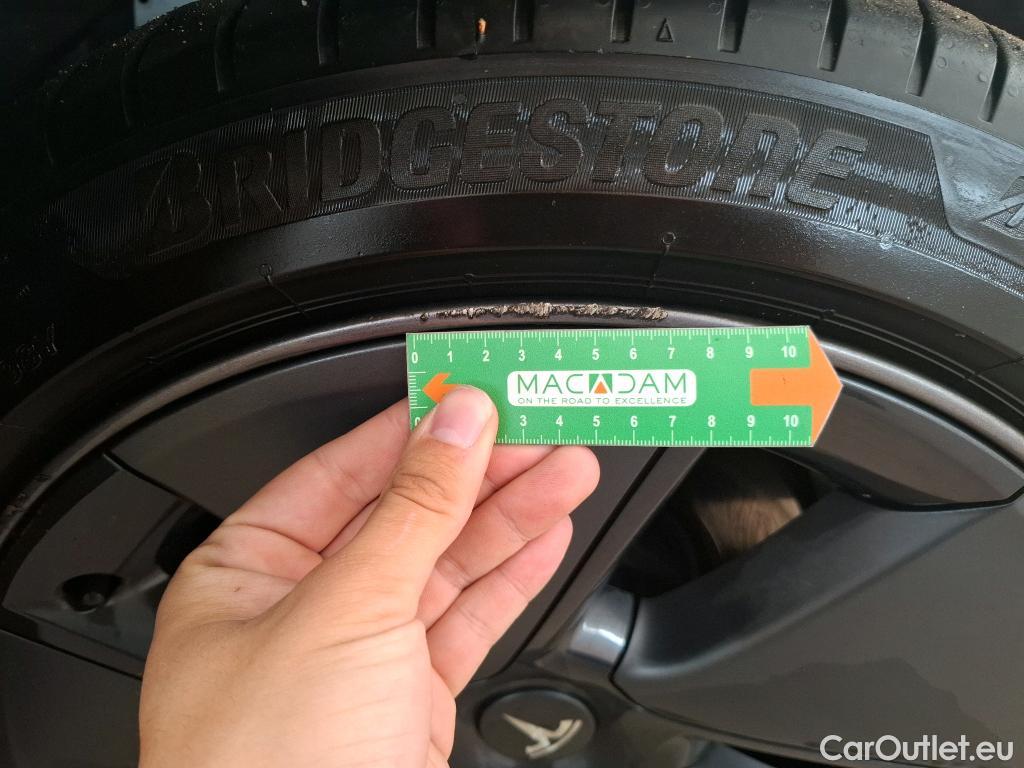 BRIDGESTONE
0 1 2 3 4 5 6 7 8 9 10
MACADAM
ON THE ROAD TO EXCELLENCE
3 4 5 6 7 8 9 10
CarOutlet.eu